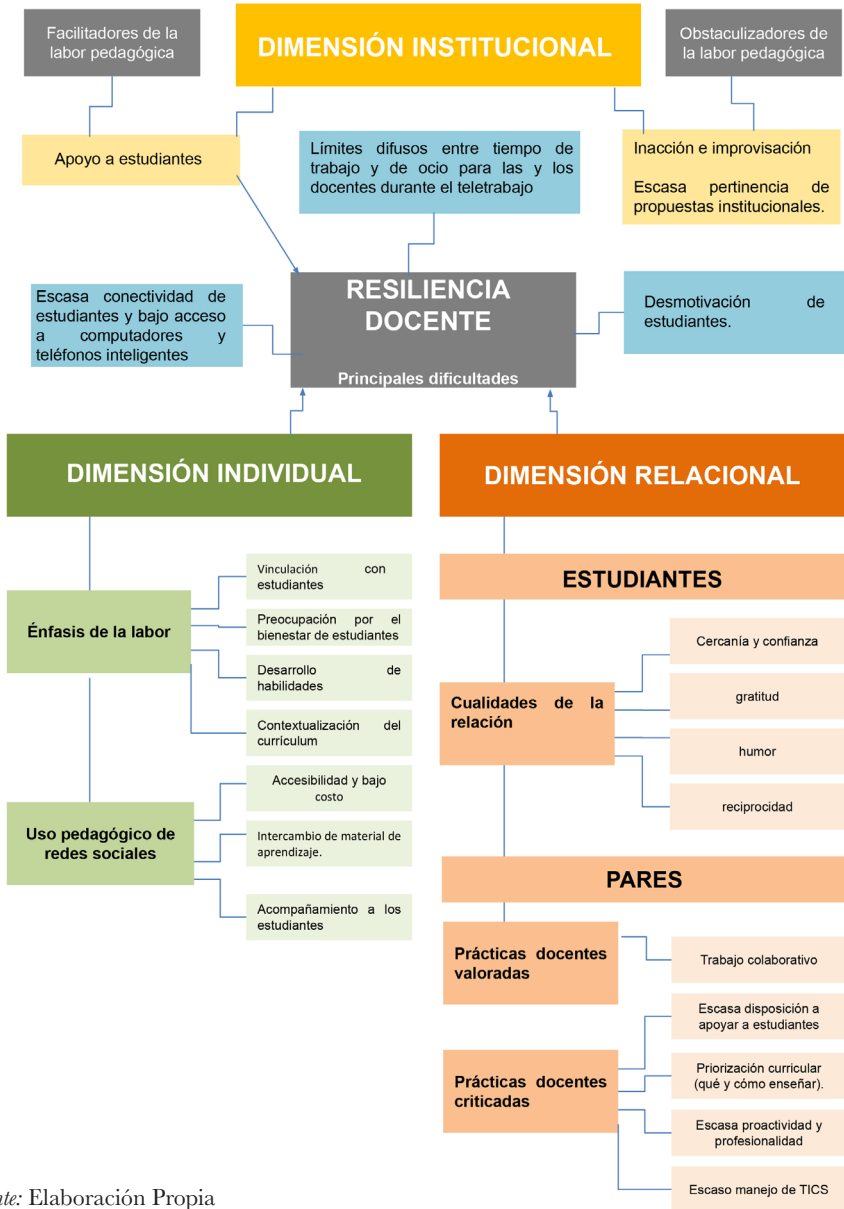 Facilitadores de la
labor pedagógica
DIMENSIÓN INSTITUCIONAL
Obstaculizadores de
la labor pedagógica
Apoyo a estudiantes
Límites difusos entre tiempo de
trabajo y de ocio para las y los
docentes durante el teletrabajo
Inacción e improvisación
Escasa pertinencia de
propuestas institucionales.
Escasa conectividad de
estudiantes y bajo acceso
a computadores y
teléfonos inteligentes
RESILIENCIA
DOCENTE
Principales dificultades
Desmotivación de
estudiantes.
DIMENSIÓN INDIVIDUAL
Énfasis de la labor
Vinculación con
estudiantes
Preocupación por el
bienestar de estudiantes
Desarrollo de
habilidades
Contextualización del
currículum
Uso pedagógico de
redes sociales
Accesibilidad y bajo
costo
Intercambio de material de
aprendizaje.
Acompañamiento a los
estudiantes
DIMENSIÓN RELACIONAL
ESTUDIANTES
Cualidades de la
relación
Cercanía y confianza
gratitud
humor
reciprocidad
PARES
Prácticas docentes
valoradas
Trabajo colaborativo
Prácticas docentes
criticadas
Escasa disposición a
apoyar a estudiantes
Priorización curricular
(qué y cómo enseñar).
Escasa proactividad y
profesionalidad
Escaso manejo de TICS
nte: Elaboración Propia